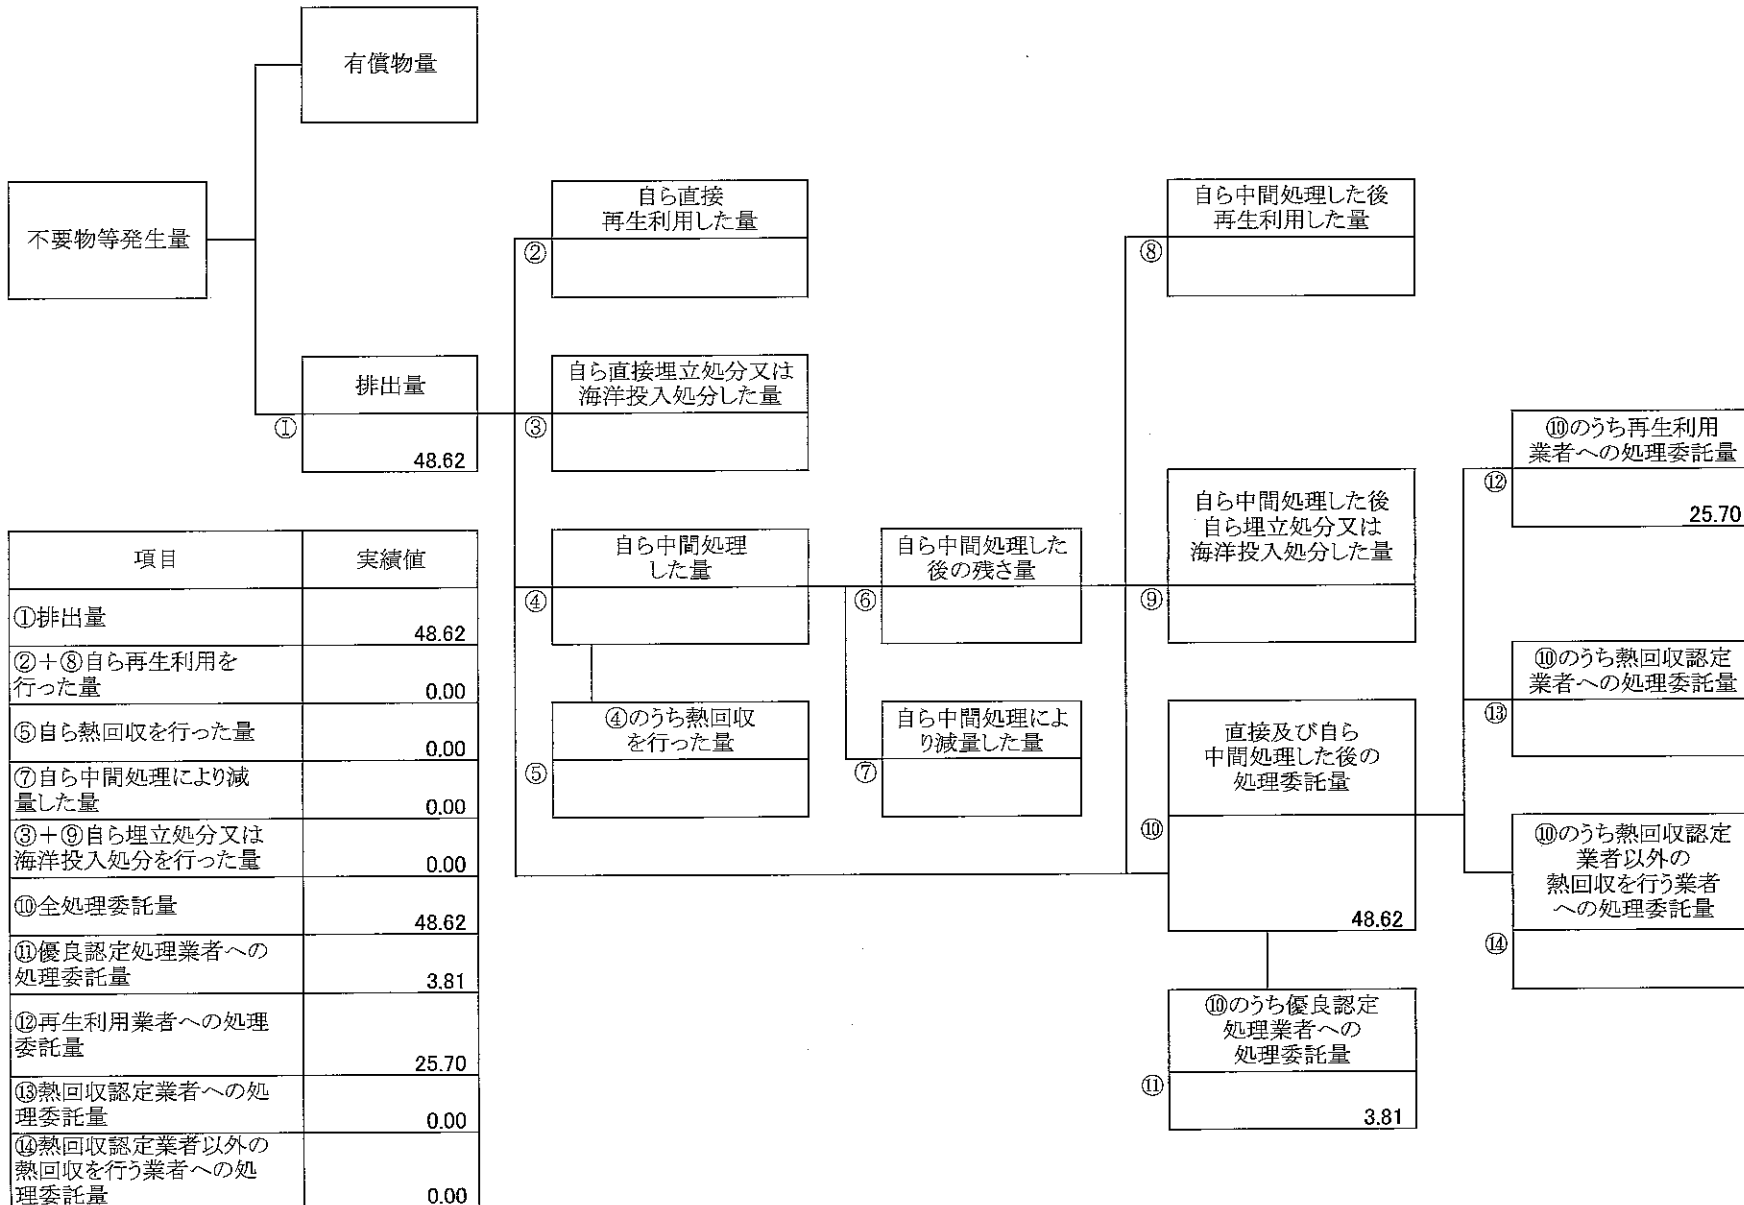 有償物量
不要物等発生量
排出量
①
48.62
自ら直接
再生利用した量
②
自ら直接埋立処分又は
海洋投入処分した量
③
自ら中間処理
した量
④
④のうち熱回収
を行った量
⑤
自ら中間処理した
後の残さ量
⑥
自ら中間処理によ
り減量した量
⑦
自ら中間処理した後
再生利用した量
⑧
自ら中間処理した後
自ら埋立処分又は
海洋投入処分した量
⑨
直接及び自ら
中間処理した後の
処理委託量
⑩
48.62
⑩のうち優良認定
処理業者への
処理委託量
⑪
3.81
⑩のうち再生利用
業者への処理委託量
⑫
25.70
⑩のうち熱回収認定
業者への処理委託量
⑬
⑩のうち熱回収認定
業者以外の
熱回収を行う業者
への処理委託量
⑭
項目 実績値
①排出量
48.62
②+⑧自ら再生利用を
行った量 0.00
⑤自ら熱回収を行った量
0.00
⑦自ら中間処理により減
量した量 0.00
③+⑨自ら埋立処分又は
海洋投入処分を行った量 0.00
⑩全処理委託量
48.62
⑪優良認定処理業者への
処理委託量 3.81
⑫再生利用業者への処理
委託量
25.70
⑬熱回収認定業者への処
理委託量 0.00
⑭熱回収認定業者以外の
熱回収を行う業者への処
理委託量 0.00